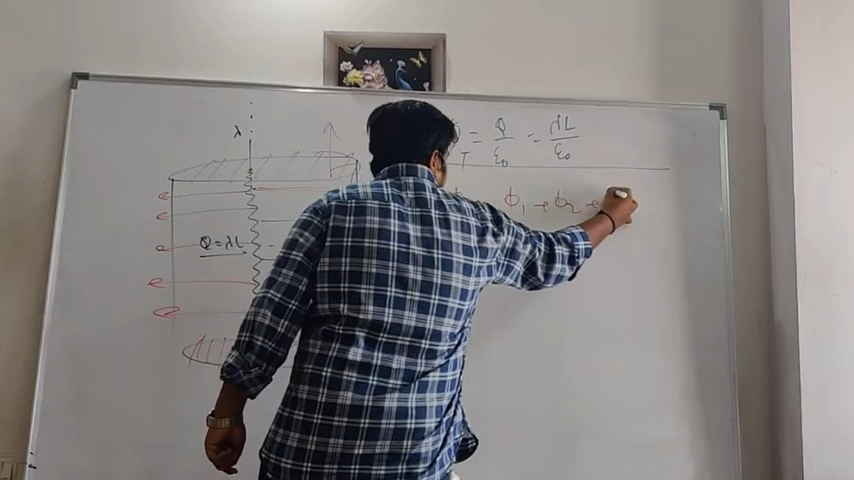 λ
T = Q/ε₀ = λL/ε₀
ϕ₁ + ϕ₂ +
Q = λL